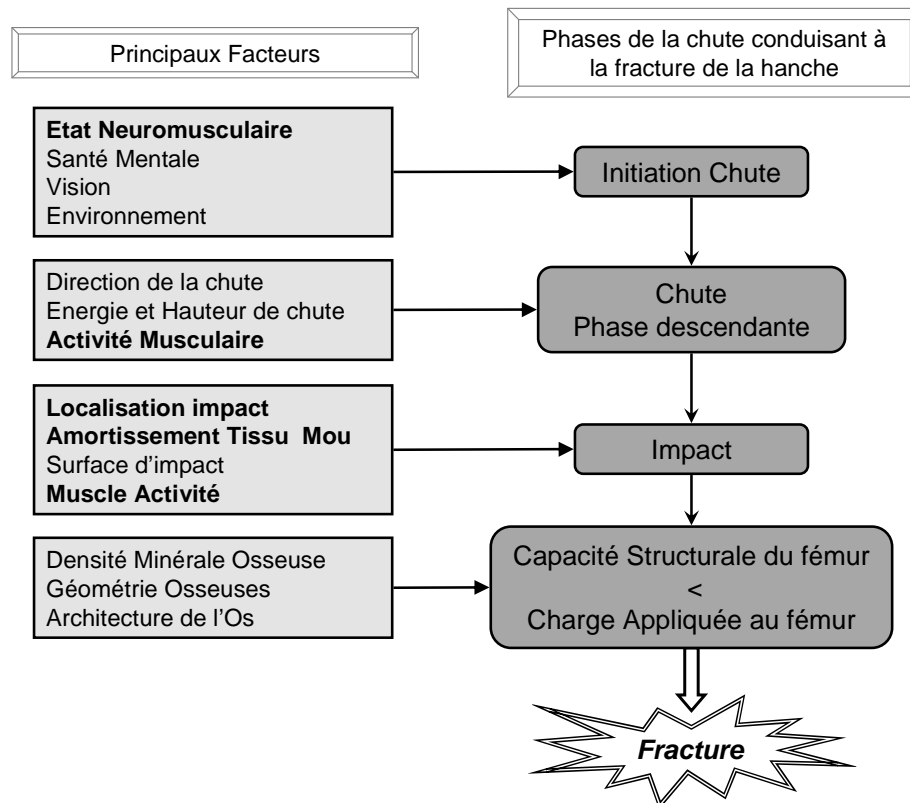 Principaux Facteurs
Phases de la chute conduisant à
la fracture de la hanche
Etat Neuromusculaire
Santé Mentale
Vision
Environnement
Initiation Chute
Direction de la chute
Energie et Hauteur de chute
Activité Musculaire
Chute
Phase descendante
Localisation impact
Amortissement Tissu Mou
Surface d'impact
Muscle Activité
Impact
Densité Minérale Osseuse
Géométrie Osseuses
Architecture de l'Os
Capacité Structurale du fémur
<
Charge Appliquée au fémur
Fracture